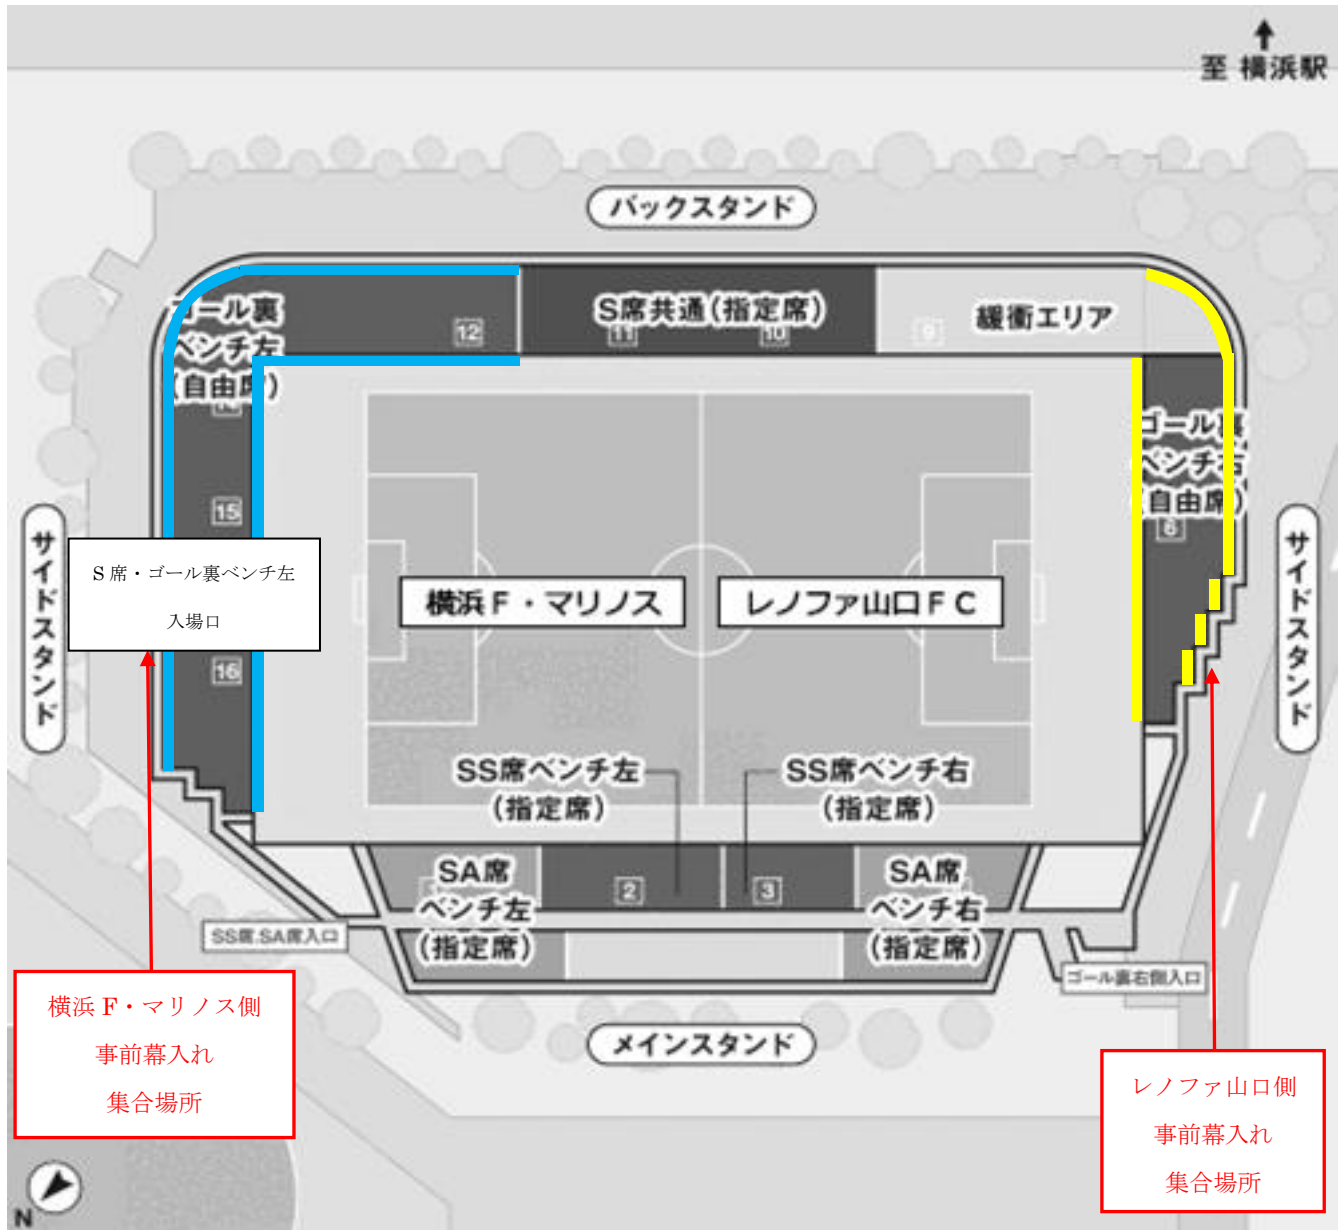 至 横浜駅
バックスタンド
ゴール裏
ベンチ左
(自由席)
12
S席共通(指定席)
11
10
9
緩衝エリア
ゴール裏
ベンチ右
(自由席)
6
15
サイドスタンド
S席・ゴール裏ベンチ左
入場口
16
横浜F・マリノス
レノファ山口FC
サイドスタンド
SS席ベンチ左
(指定席)
SS席ベンチ右
(指定席)
SA席
ベンチ左
(指定席)
2
3
SA席
ベンチ右
(指定席)
SS席.SA席入口
ゴール裏右側入口
メインスタンド
横浜F・マリノス側
事前幕入れ
集合場所
レノファ山口側
事前幕入れ
集合場所
N